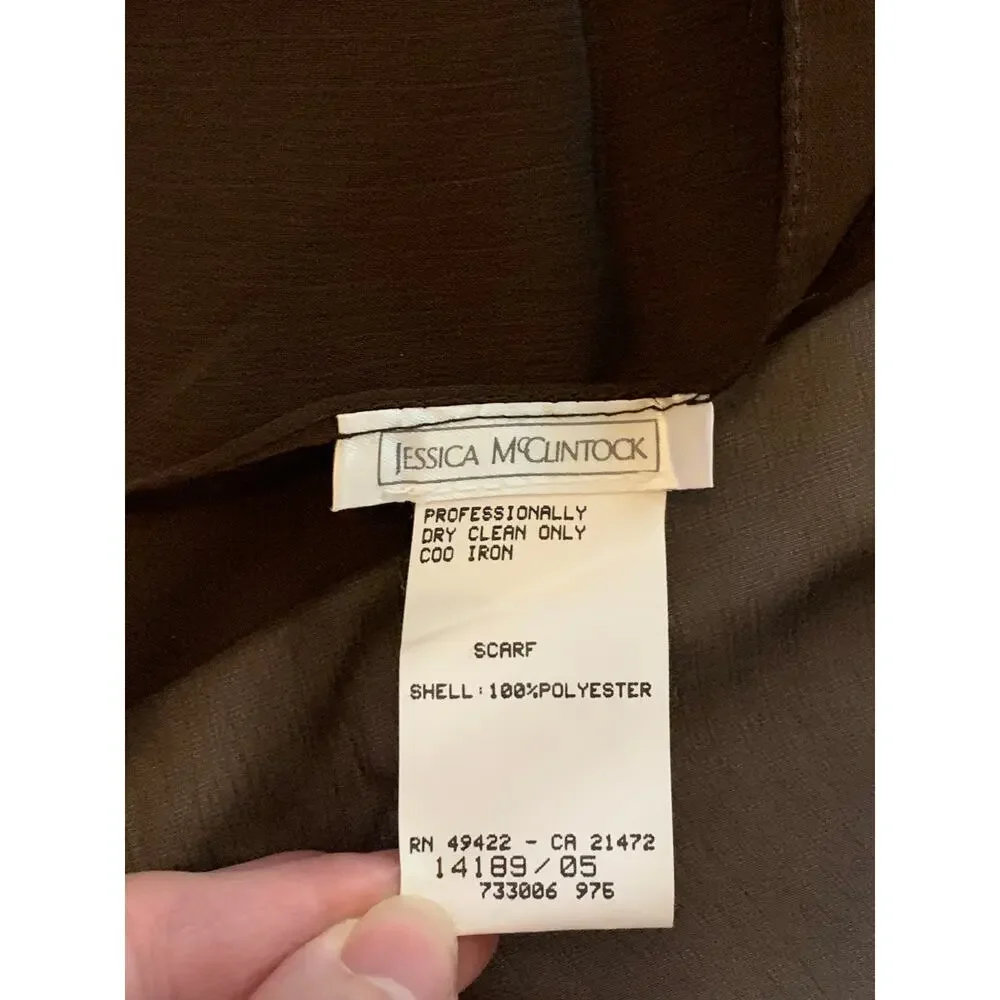 JESSICA McCLINTOCK
PROFESSIONALLY
DRY CLEAN ONLY
COO IRON
SCARF
SHELL:100%POLYESTER
RN 49422 - CA 21472
14189/05
733006 975